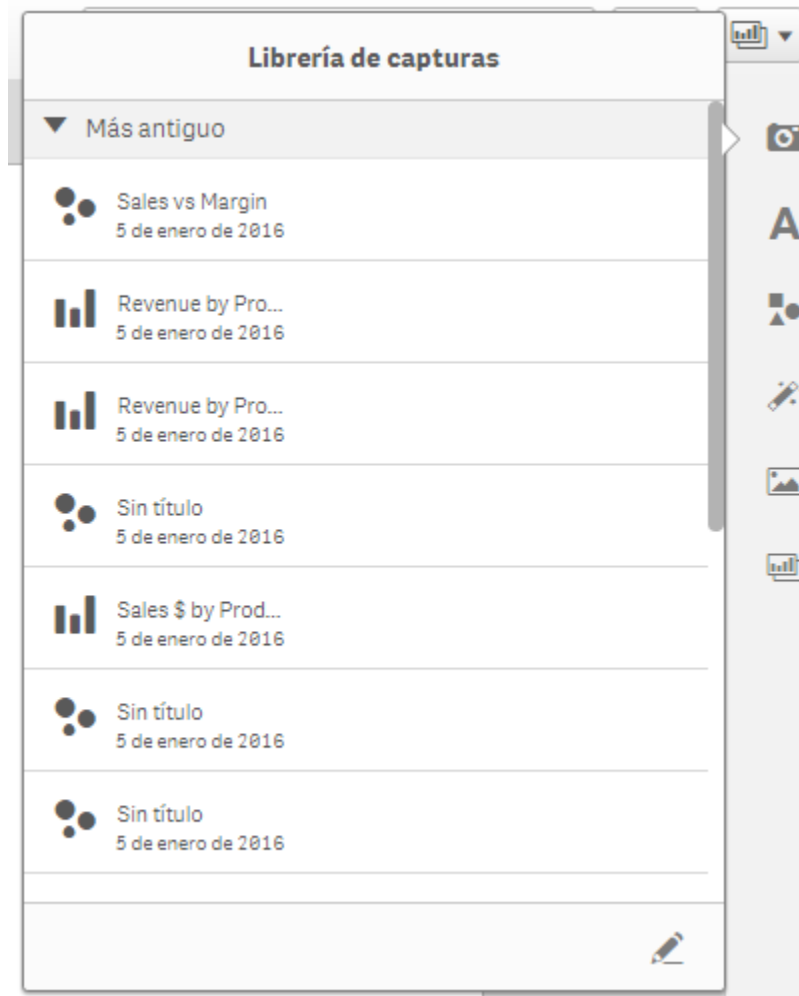 Librería de capturas
Más antiguo
Sales vs Margin
5 de enero de 2016
Revenue by Pro...
5 de enero de 2016
Revenue by Pro...
5 de enero de 2016
Sin título
5 de enero de 2016
Sales $ by Prod...
5 de enero de 2016
Sin título
5 de enero de 2016
Sin título
5 de enero de 2016
A